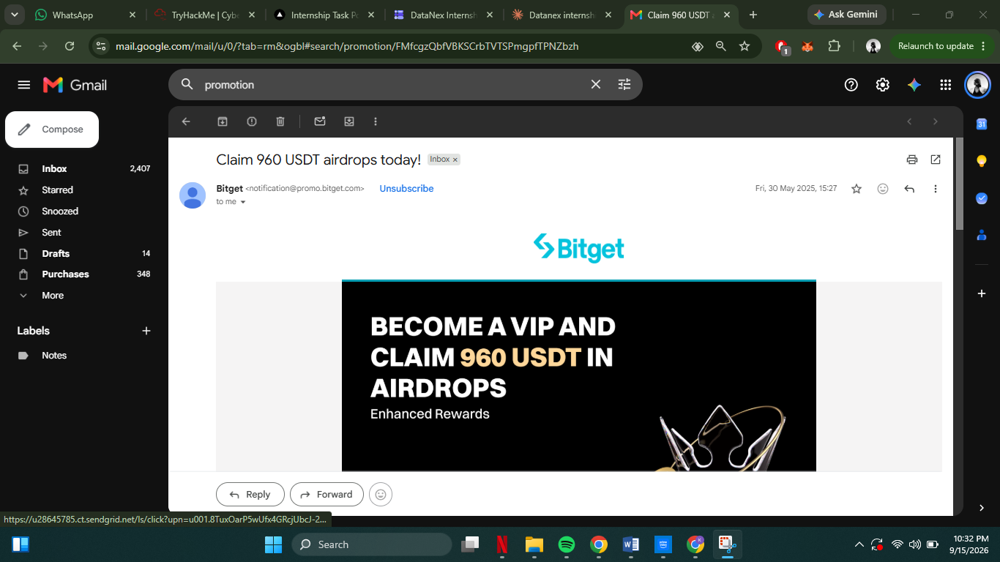 WhatsApp
TryHackMe | Cybe
Internship Task Po
DataNex Internsh
Datanex internshi
Claim 960 USDT a
Ask Gemini
mail.google.com/mail/u/0/?tab=rm&ogbl#search/promotion/FMfcgzQbfVBKSCrbTVTSPmgpfTPNZbzh
1
Relaunch to update
Gmail
promotion
Compose
Inbox 2,407
Starred
Snoozed
Sent
Drafts 14
Purchases 348
More
Labels
Notes
Claim 960 USDT airdrops today! Inbox x
Bitget <notification@promo.bitget.com> Unsubscribe
Fri, 30 May 2025, 15:27
to me
Bitget
BECOME A VIP AND
CLAIM 960 USDT IN
AIRDROPS
Enhanced Rewards
Reply
Forward
31
https://u28645785.ct.sendgrid.net/ls/click?upn=u001.8TuxOarP5wUfx4GRcjUbcJ-2...
Search
N
W
prime video
K
10:32 PM
9/15/2026